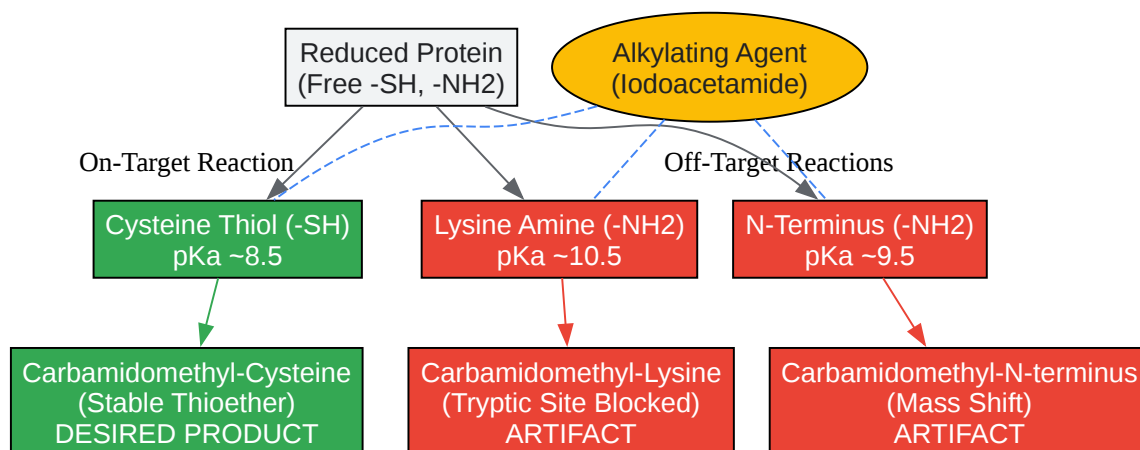 Reduced Protein
(Free -SH, -NH2)
Alkylating Agent
(Iodoacetamide)
On-Target Reaction
Off-Target Reactions
Cysteine Thiol (-SH)
pKa ~8.5
Lysine Amine (-NH2)
pKa ~10.5
N-Terminus (-NH2)
pKa ~9.5
Carbamidomethyl-Cysteine
(Stable Thioether)
DESIRED PRODUCT
Carbamidomethyl-Lysine
(Tryptic Site Blocked)
ARTIFACT
Carbamidomethyl-N-terminus
(Mass Shift)
ARTIFACT